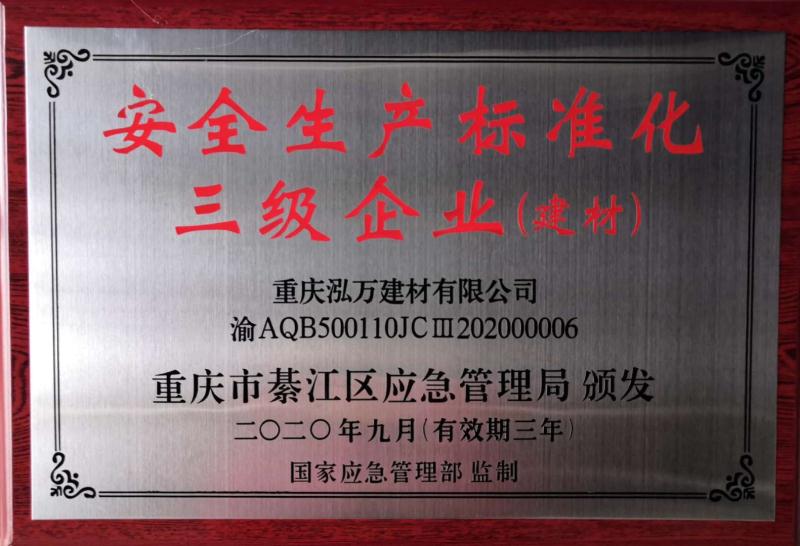 安全生产标准化
三级企业(建材)
重庆泓万建材有限公司
渝AQB500110JCⅢ202000006
重庆市綦江区应急管理局 颁发
二〇二〇年九月(有效期三年)
国家应急管理部 监制